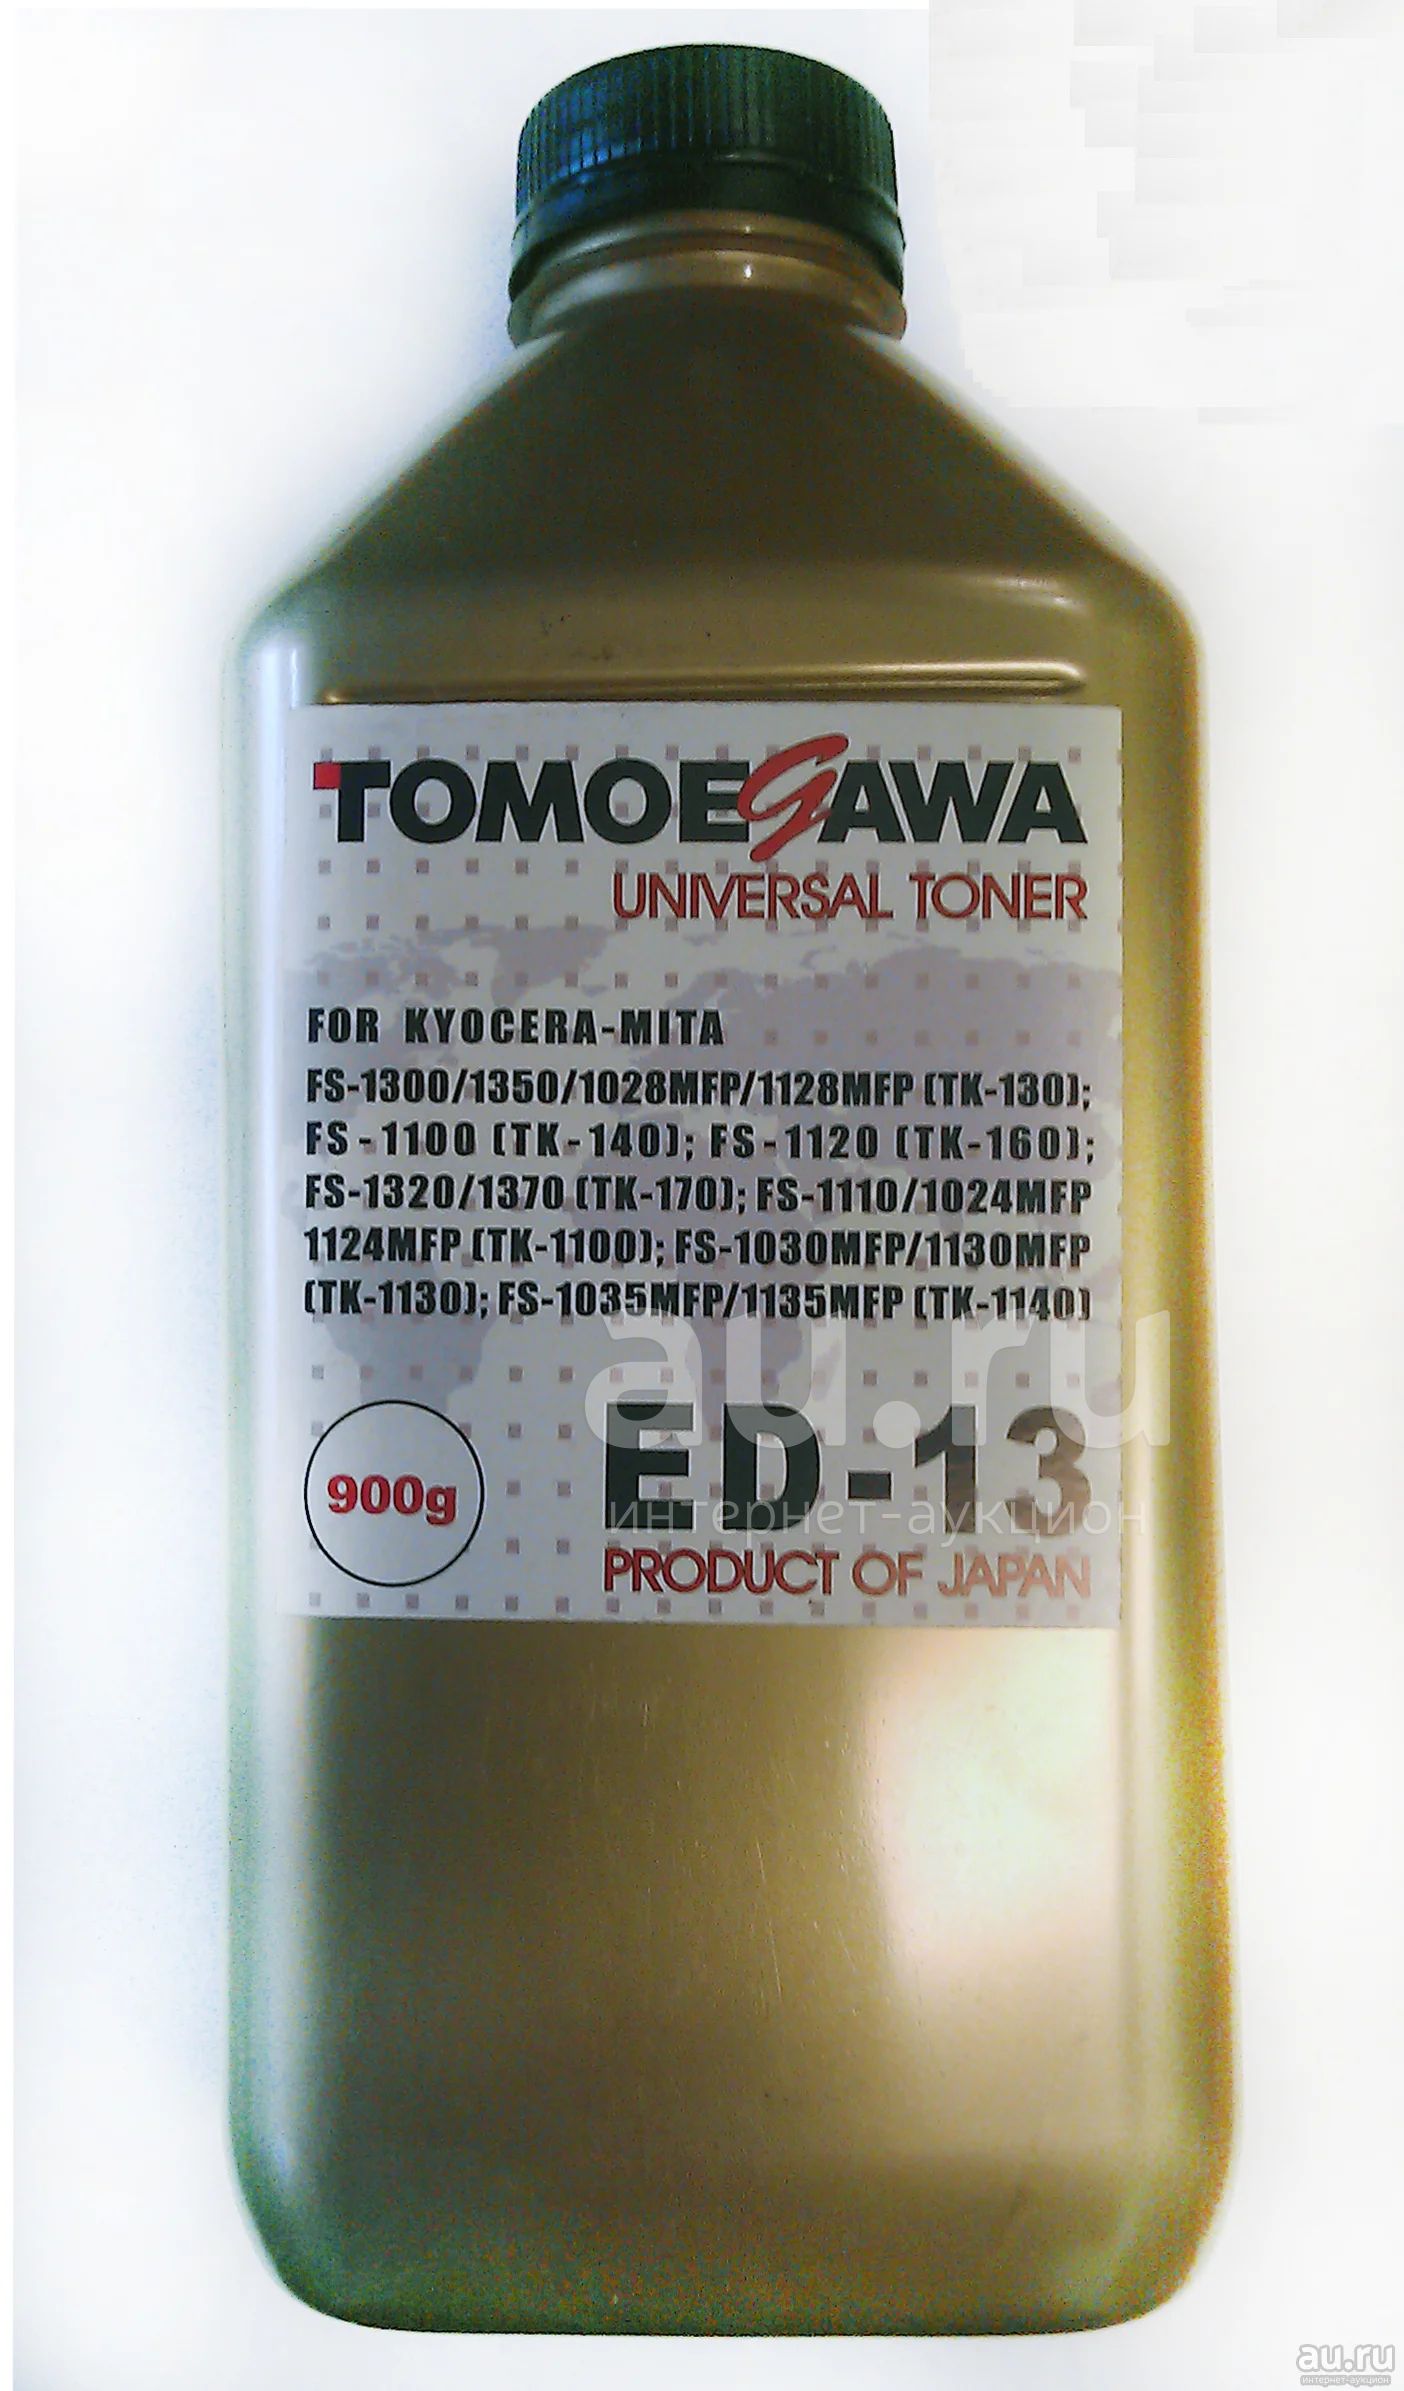 TOMOEGAWA
UNIVERSAL TONER
FOR KYOCERA-MITA
FS-1300/1350/1028MFP/1128MFP (TK-130);
FS-1100 (TK-140); FS-1120 (TK-160);
FS-1320/1370 (TK-170); FS-1110/1024MFP
1124MFP (TK-1100); FS-1030MFP/1130MFP
(TK-1130); FS-1035MFP/1135MFP (TK-1140)
au.ru
900g
ED-13
интернет-аукцион
PRODUCT OF JAPAN
au.ru
интернет-аукцион